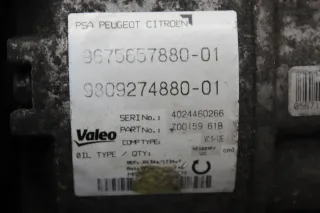 PSA PEUGEOT CITROËN
9675657880-01
9809274880-01
SERI No.: 4024460266
Valeo PART No.: Z00159 61B
COMP TYPE:
OIL TYPE / QTY: